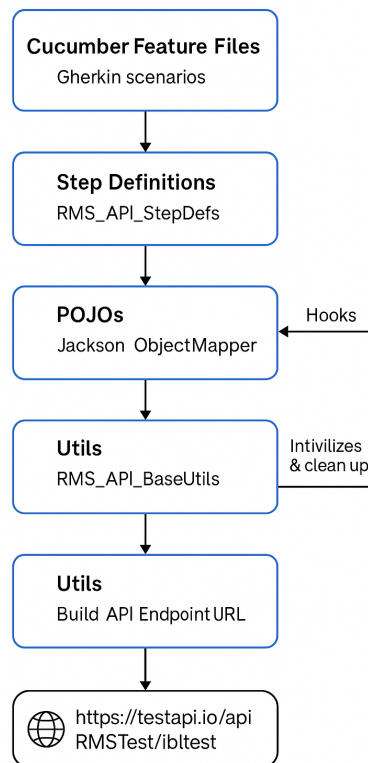 Cucumber Feature Files
Gherkin scenarios
Step Definitions
RMS_API_StepDefs
POJOs
Jackson ObjectMapper
Hooks
Utils
RMS_API_BaseUtils
Intivilizes
& clean up
Utils
Build API Endpoint URL
https://testapi.io/api
RMSTest/ibltest